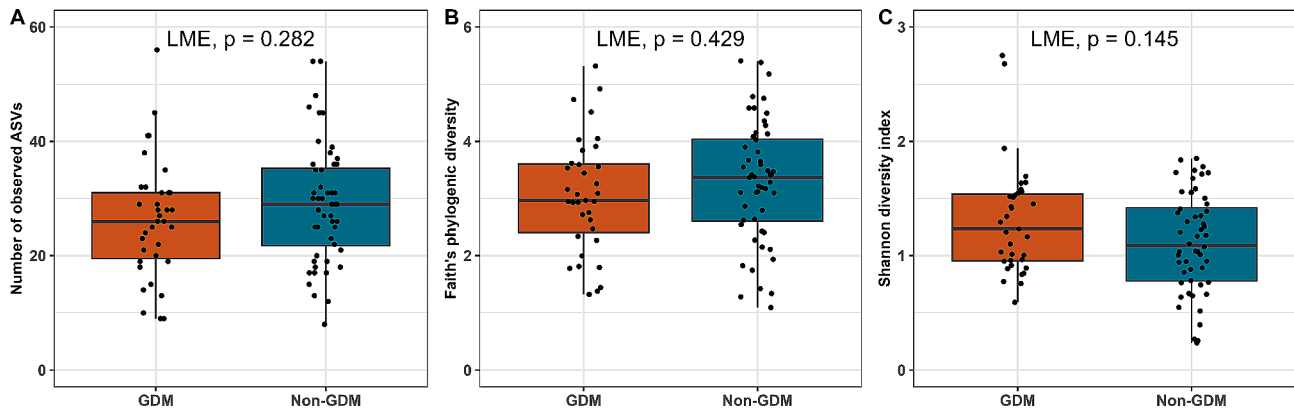 A
LME, p = 0.282
Number of observed ASVs
60
40
20
0
GDM
Non-GDM
B
LME, p = 0.429
Faith's phylogenic diversity
6
4
2
0
GDM
Non-GDM
C
LME, p = 0.145
Shannon diversity index
3
2
1
0
GDM
Non-GDM